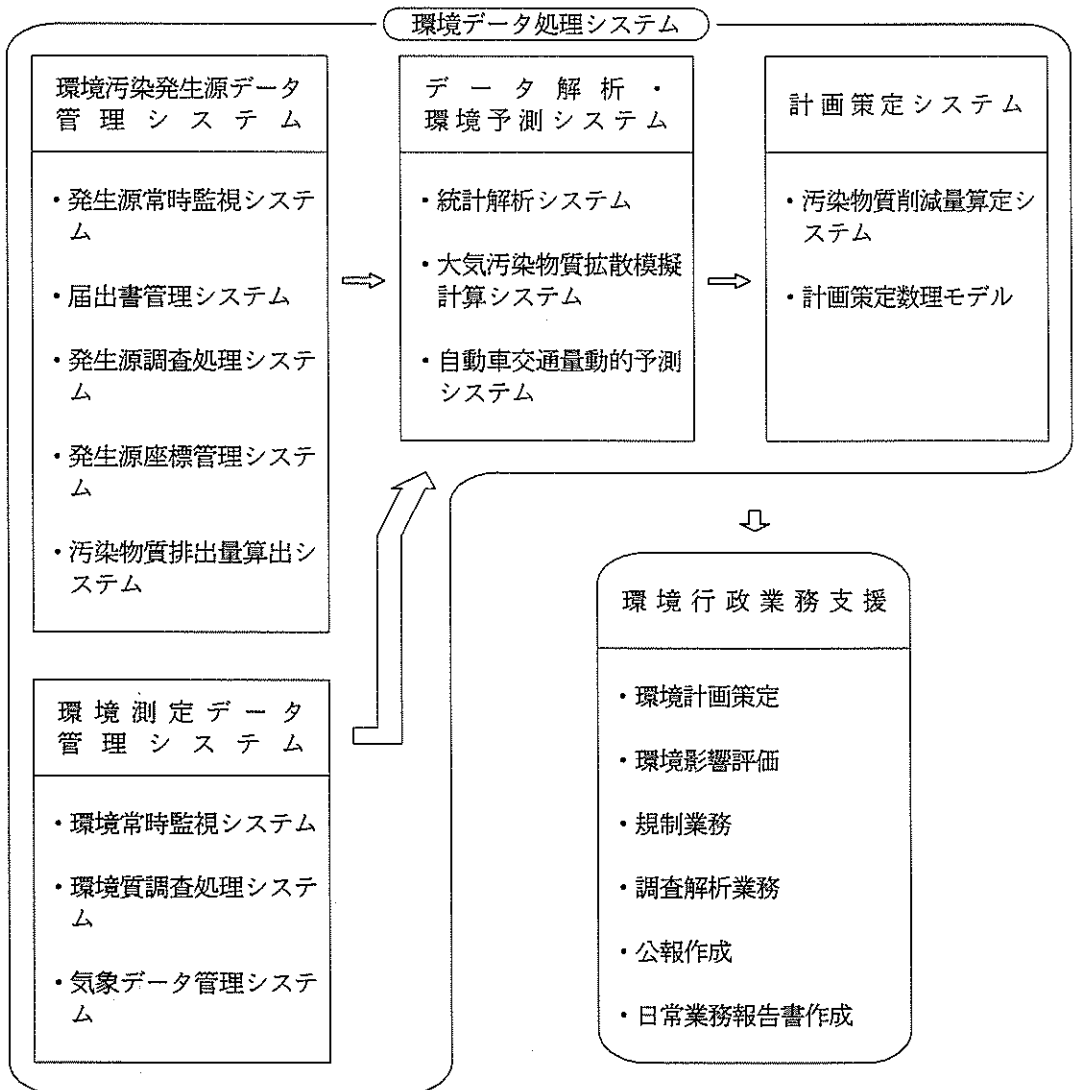 環境データ処理システム
環境汚染発生源データ
管理システム
・発生源常時監視システ
ム
・届出書管理システム
・発生源調査処理システ
ム
・発生源座標管理システ
ム
・汚染物質排出量算出シ
ステム
環境測定データ
管理システム
・環境常時監視システム
・環境質調査処理システ
ム
・気象データ管理システ
ム
データ解析・
環境予測システム
・統計解析システム
・大気汚染物質拡散模擬
計算システム
・自動車交通量動的予測
システム
計画策定システム
・汚染物質削減量算定シ
ステム
・計画策定数理モデル
環境行政業務支援
・環境計画策定
・環境影響評価
・規制業務
・調査解析業務
・公報作成
・日常業務報告書作成